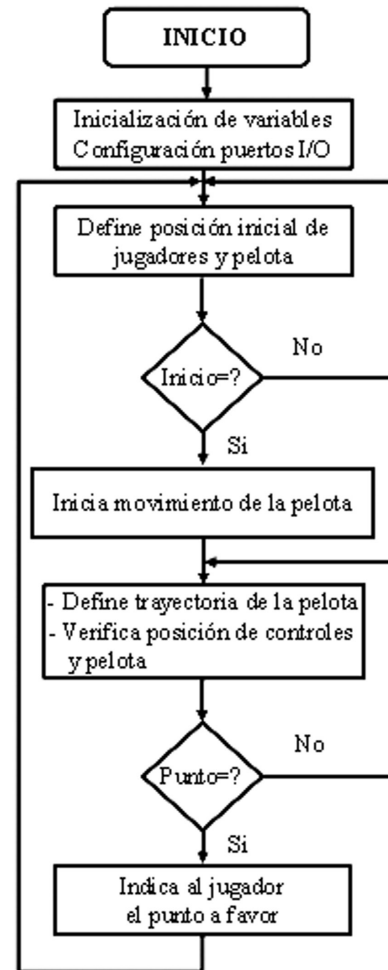 INICIO
Inicialización de variables
Configuración puertos I/O
Define posición inicial de
jugadores y pelota
No
Inicio=?
Si
Inicia movimiento de la pelota
- Define trayectoria de la pelota
- Verifica posición de controles
y pelota
No
Punto=?
Si
Indica al jugador
el punto a favor